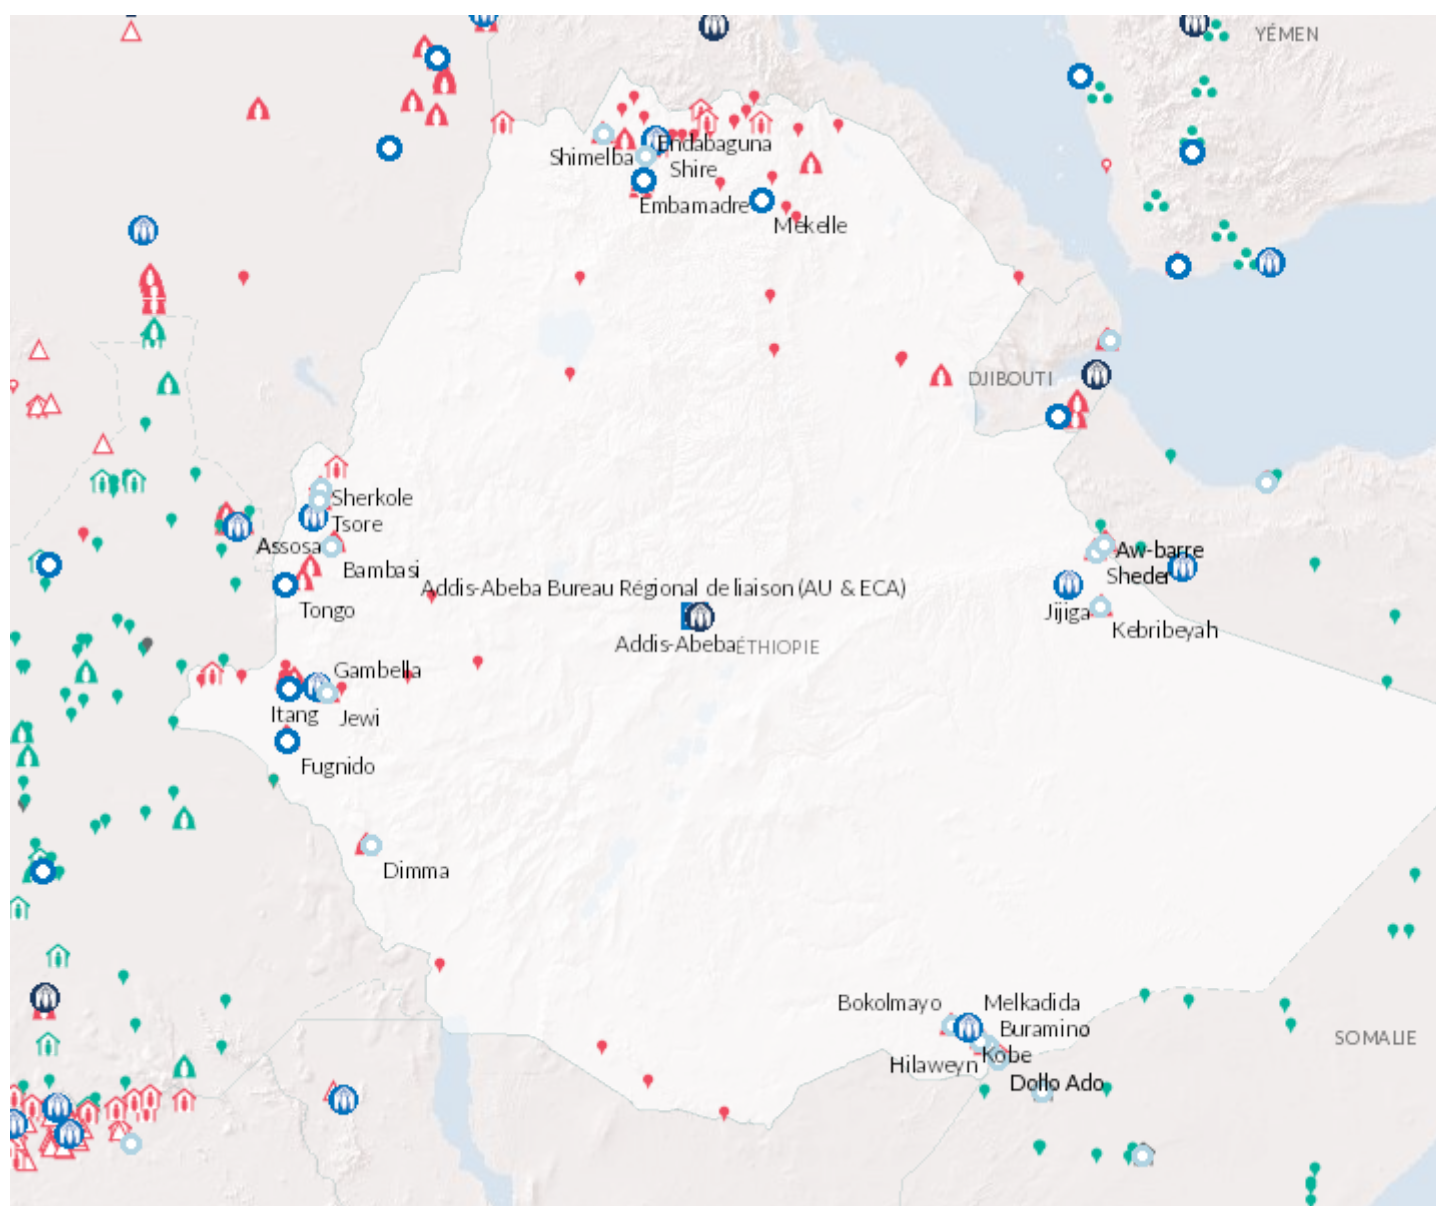 YÉMEN
Endabaguna
Shimelba
Shire
Embamadre
Mekelle
DJIBOUTI
Sherkole
Tsore
Assosa
Aw-barre
Bambasi
Sheder
Addis-Abeba Bureau Régional de liaison (AU & ECA)
Tongo
Jijiga
Kebribeyah
Addis-Abeba
ÉTHIOPIE
Gambella
Itang
Jewi
Fugnido
Dimma
Bokolmayo
Melkadida
Buramino
SOMALIE
Kobe
Hilaweyn
Dollo Ado